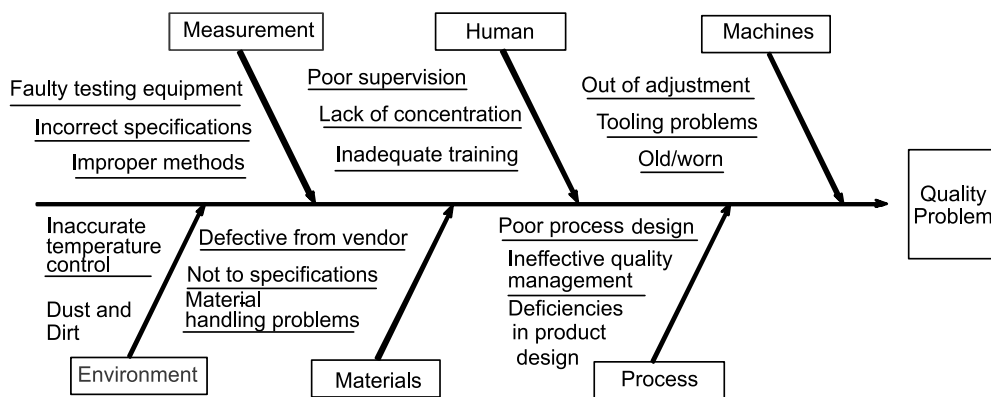 Measurement
Human
Machines
Faulty testing equipment
Incorrect specifications
Improper methods
Poor supervision
Lack of concentration
Inadequate training
Out of adjustment
Tooling problems
Old/worn
Quality
Problem
Inaccurate
temperature
control
Dust and
Dirt
Defective from vendor
Not to specifications
Material
handling problems
Poor process design
Ineffective quality
management
Deficiencies
in product
design
Environment
Materials
Process